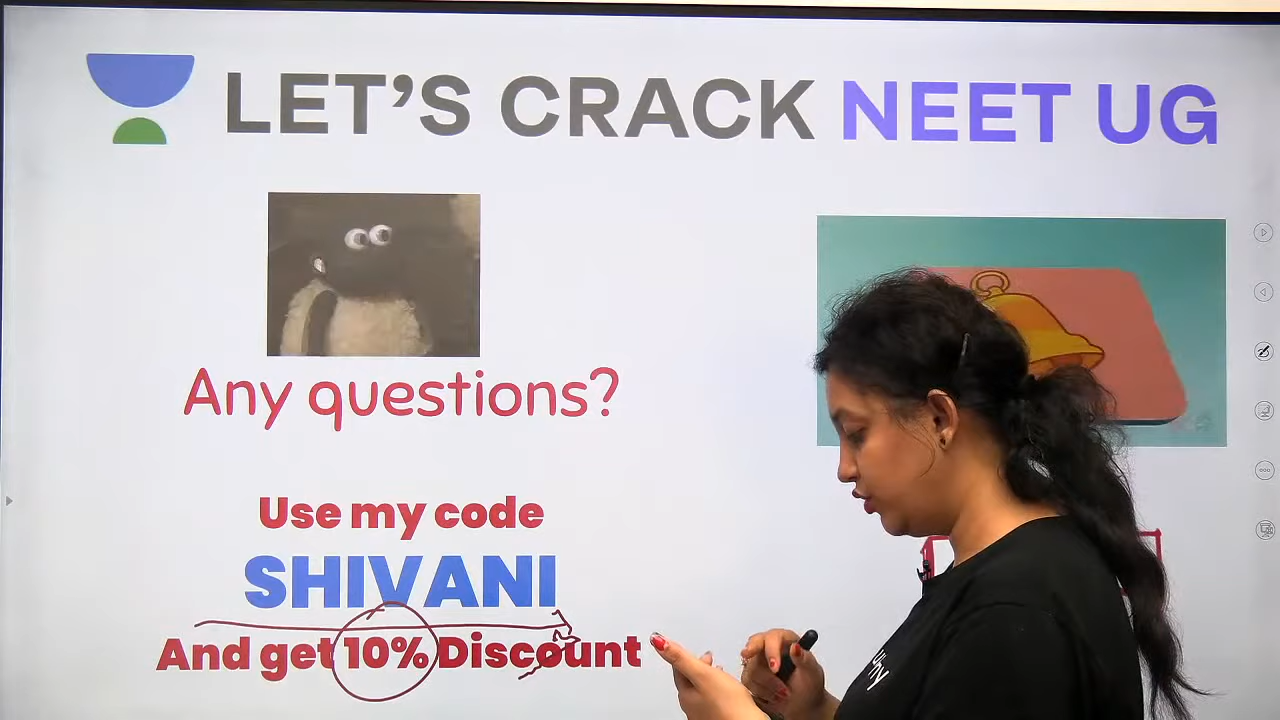 LET'S CRACK NEET UG
Any questions?
Use my code
SHIVANI
And get 10% Discount